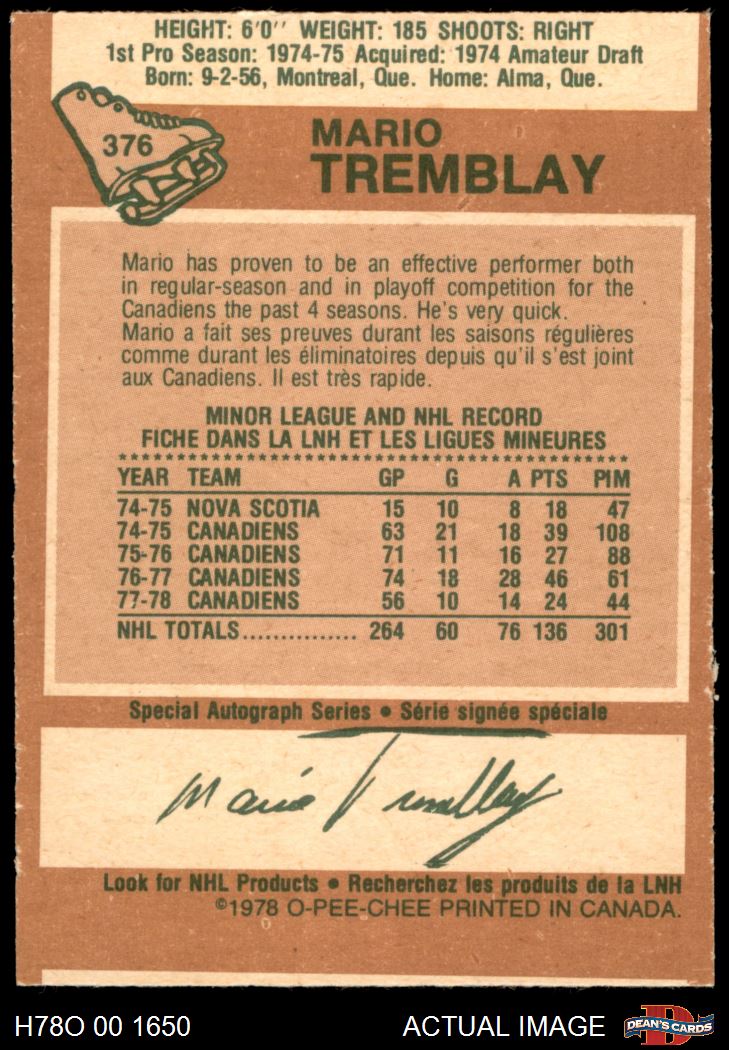 HEIGHT: 6'0'' WEIGHT: 185 SHOOTS: RIGHT
1st Pro Season: 1974-75 Acquired: 1974 Amateur Draft
Born: 9-2-56, Montreal, Que. Home: Alma, Que.
376
MARIO
TREMBLAY
Mario has proven to be an effective performer both
in regular-season and in playoff competition for the
Canadiens the past 4 seasons. He's very quick.
Mario a fait ses preuves durant les saisons régulières
comme durant les éliminatoires depuis qu'il s'est joint
aux Canadiens. Il est très rapide.
MINOR LEAGUE AND NHL RECORD
FICHE DANS LA LNH ET LES LIGUES MINEURES
YEAR TEAM GP G A PTS PIM
74-75 NOVA SCOTIA 15 10 8 18 47
74-75 CANADIENS 63 21 18 39 108
75-76 CANADIENS 71 11 16 27 88
76-77 CANADIENS 74 18 28 46 61
77-78 CANADIENS 56 10 14 24 44
NHL TOTALS............... 264 60 76 136 301
Special Autograph Series • Série signée spéciale
Mario Tremblay
Look for NHL Products • Recherchez les produits de la LNH
©1978 O-PEE-CHEE PRINTED IN CANADA.
H78O 00 1650 ACTUAL IMAGE D DEAN'S CARDS